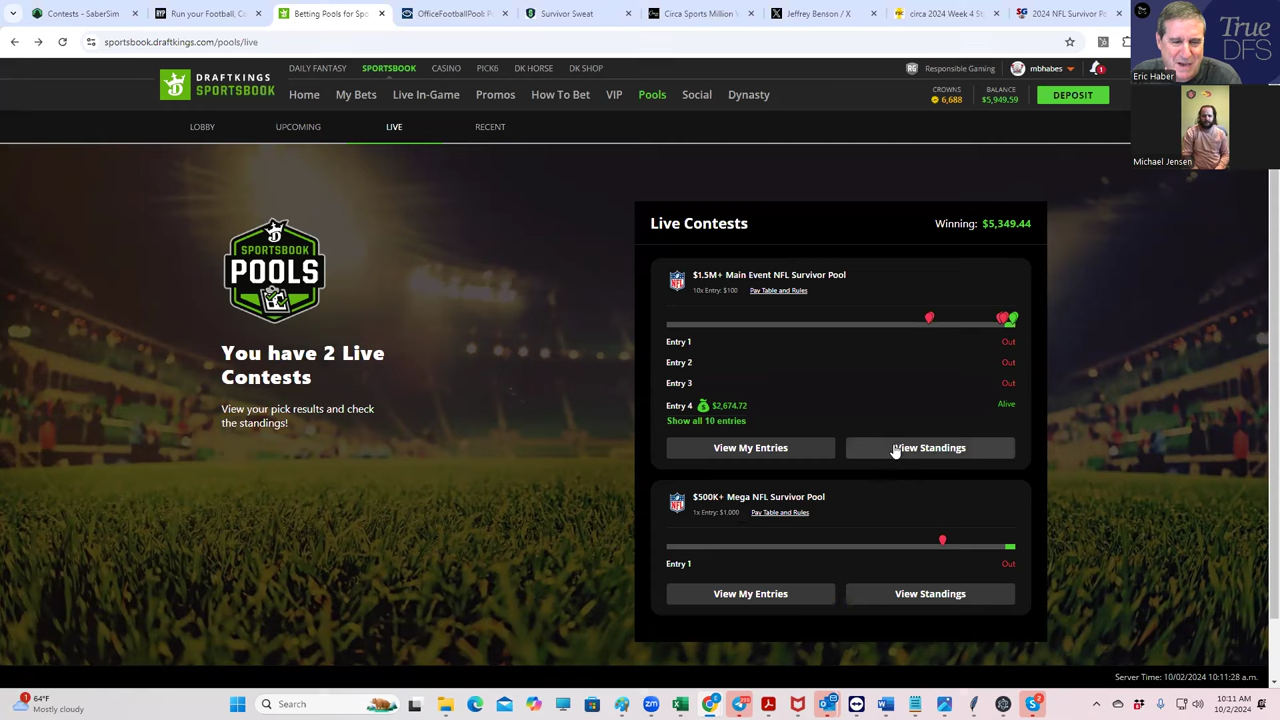 Contests - SaberSim
Run your Football, C
Betting Pools for Spo
OfficeFootballPool: P
Survivor Sweat
Circa Sports Million
Jeffrey Benson / X
circa 2024 Week 4 S
2024 NFL Survivor Po
sportsbook.draftkings.com/pools/live
True
DFS
Eric Haber
Michael Jensen
DRAFTKINGS
SPORTSBOOK
DAILY FANTASY
SPORTSBOOK
CASINO
PICK6
DK HORSE
DK SHOP
RG
Responsible Gaming
mbhabes
1
Home
My Bets
Live In-Game
Promos
How To Bet
VIP
Pools
Social
Dynasty
CROWNS
6,688
BALANCE
$5,949.59
DEPOSIT
LOBBY
UPCOMING
LIVE
RECENT
SPORTSBOOK
POOLS
You have 2 Live
Contests
View your pick results and check
the standings!
Live Contests
Winning: $5,349.44
$1.5M+ Main Event NFL Survivor Pool
10x Entry: $100 Pay Table and Rules
Entry 1 Out
Entry 2 Out
Entry 3 Out
Entry 4 $2,674.72 Alive
Show all 10 entries
View My Entries
View Standings
$500K+ Mega NFL Survivor Pool
1x Entry: $1,000 Pay Table and Rules
Entry 1 Out
View My Entries
View Standings
Server Time: 10/02/2024 10:11:28 a.m.
64°F
Mostly cloudy
Search
10:11 AM
10/2/2024